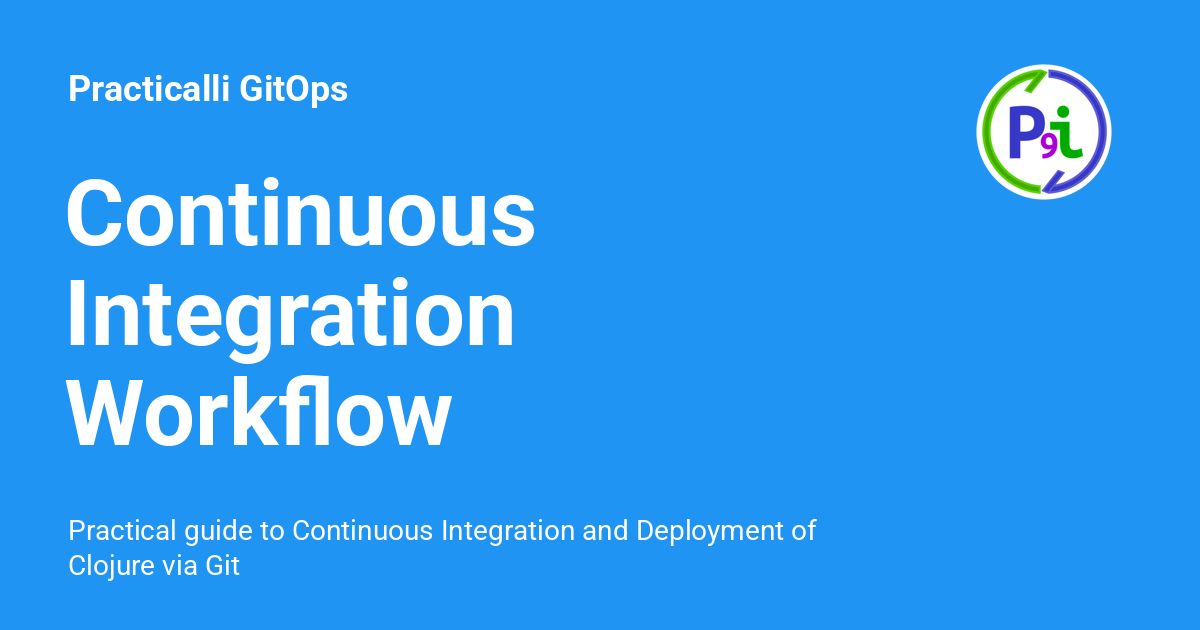 Practicalli GitOps
P9i
Continuous
Integration
Workflow
Practical guide to Continuous Integration and Deployment of
Clojure via Git